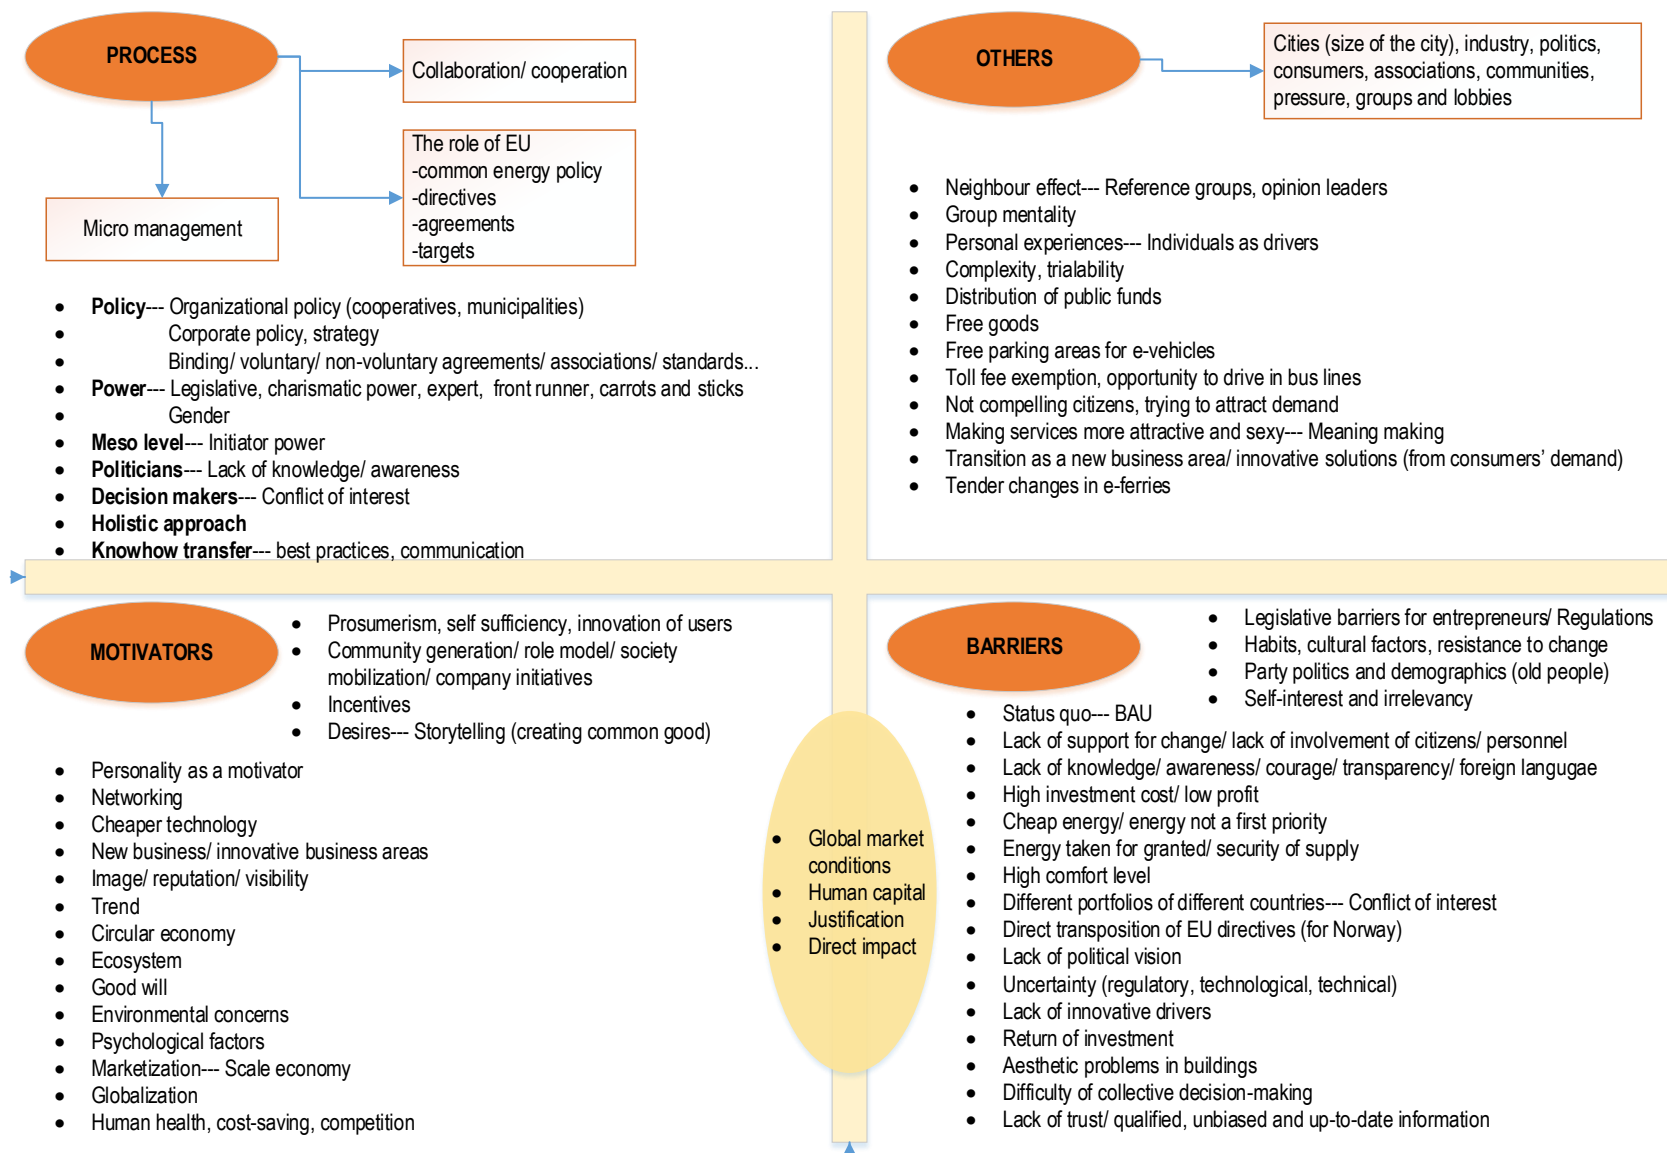 PROCESS
Collaboration/ cooperation
The role of EU
-common energy policy
-directives
-agreements
-targets
Micro management
• Policy--- Organizational policy (cooperatives, municipalities)
• Corporate policy, strategy
• Binding/ voluntary/ non-voluntary agreements/ associations/ standards...
• Power--- Legislative, charismatic power, expert, front runner, carrots and sticks
• Gender
• Meso level--- Initiator power
• Politicians--- Lack of knowledge/ awareness
• Decision makers--- Conflict of interest
• Holistic approach
• Knowhow transfer--- best practices, communication
OTHERS
Cities (size of the city), industry, politics,
consumers, associations, communities,
pressure, groups and lobbies
• Neighbour effect--- Reference groups, opinion leaders
• Group mentality
• Personal experiences--- Individuals as drivers
• Complexity, trialability
• Distribution of public funds
• Free goods
• Free parking areas for e-vehicles
• Toll fee exemption, opportunity to drive in bus lines
• Not compelling citizens, trying to attract demand
• Making services more attractive and sexy--- Meaning making
• Transition as a new business area/ innovative solutions (from consumers' demand)
• Tender changes in e-ferries
MOTIVATORS
• Prosumerism, self sufficiency, innovation of users
• Community generation/ role model/ society
mobilization/ company initiatives
• Incentives
• Desires--- Storytelling (creating common good)
• Personality as a motivator
• Networking
• Cheaper technology
• New business/ innovative business areas
• Image/ reputation/ visibility
• Trend
• Circular economy
• Ecosystem
• Good will
• Environmental concerns
• Psychological factors
• Marketization--- Scale economy
• Globalization
• Human health, cost-saving, competition
• Global market
conditions
• Human capital
• Justification
• Direct impact
BARRIERS
• Legislative barriers for entrepreneurs/ Regulations
• Habits, cultural factors, resistance to change
• Party politics and demographics (old people)
• Self-interest and irrelevancy
• Status quo--- BAU
• Lack of support for change/ lack of involvement of citizens/ personnel
• Lack of knowledge/ awareness/ courage/ transparency/ foreign langugae
• High investment cost/ low profit
• Cheap energy/ energy not a first priority
• Energy taken for granted/ security of supply
• High comfort level
• Different portfolios of different countries--- Conflict of interest
• Direct transposition of EU directives (for Norway)
• Lack of political vision
• Uncertainty (regulatory, technological, technical)
• Lack of innovative drivers
• Return of investment
• Aesthetic problems in buildings
• Difficulty of collective decision-making
• Lack of trust/ qualified, unbiased and up-to-date information